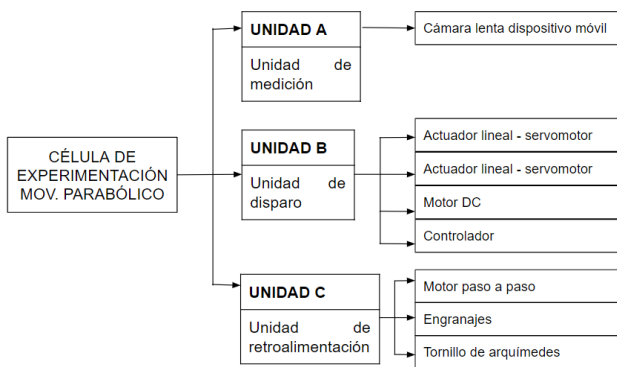 CÉLULA DE
EXPERIMENTACIÓN
MOV. PARABÓLICO
UNIDAD A
Unidad de
medición
Cámara lenta dispositivo móvil
UNIDAD B
Unidad de
disparo
Actuador lineal - servomotor
Actuador lineal - servomotor
Motor DC
Controlador
UNIDAD C
Unidad de
retroalimentación
Motor paso a paso
Engranajes
Tornillo de arquímedes